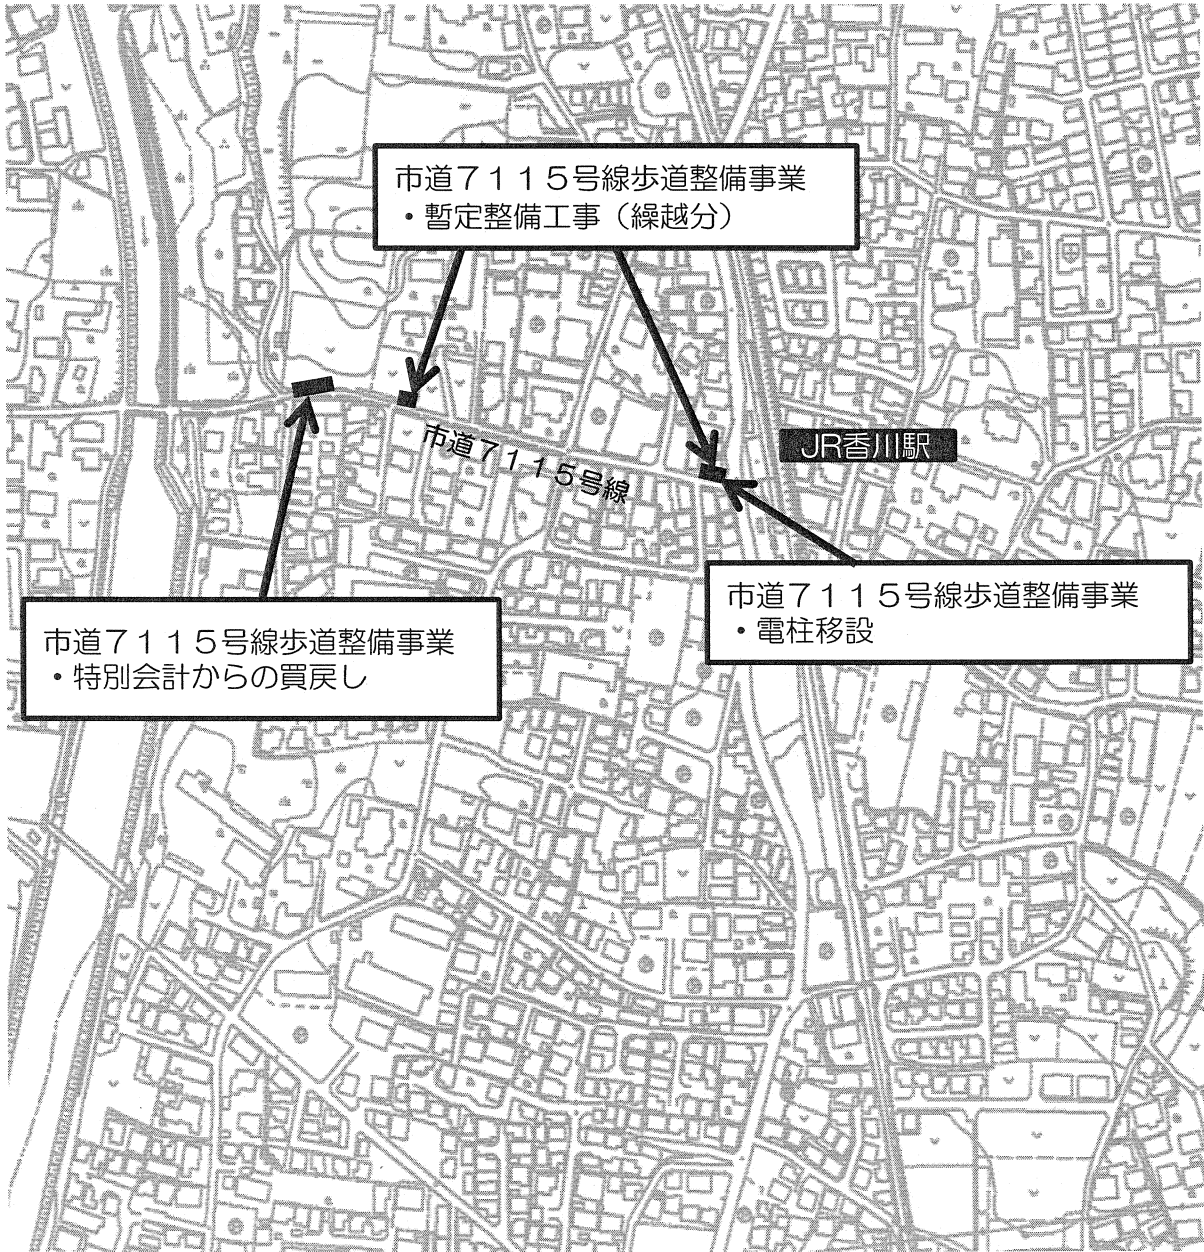 市道７１１５号線歩道整備事業
・暫定整備工事（繰越分）
市道７１１５号線
JR香川駅
市道７１１５号線歩道整備事業
・電柱移設
市道７１１５号線歩道整備事業
・特別会計からの買戻し